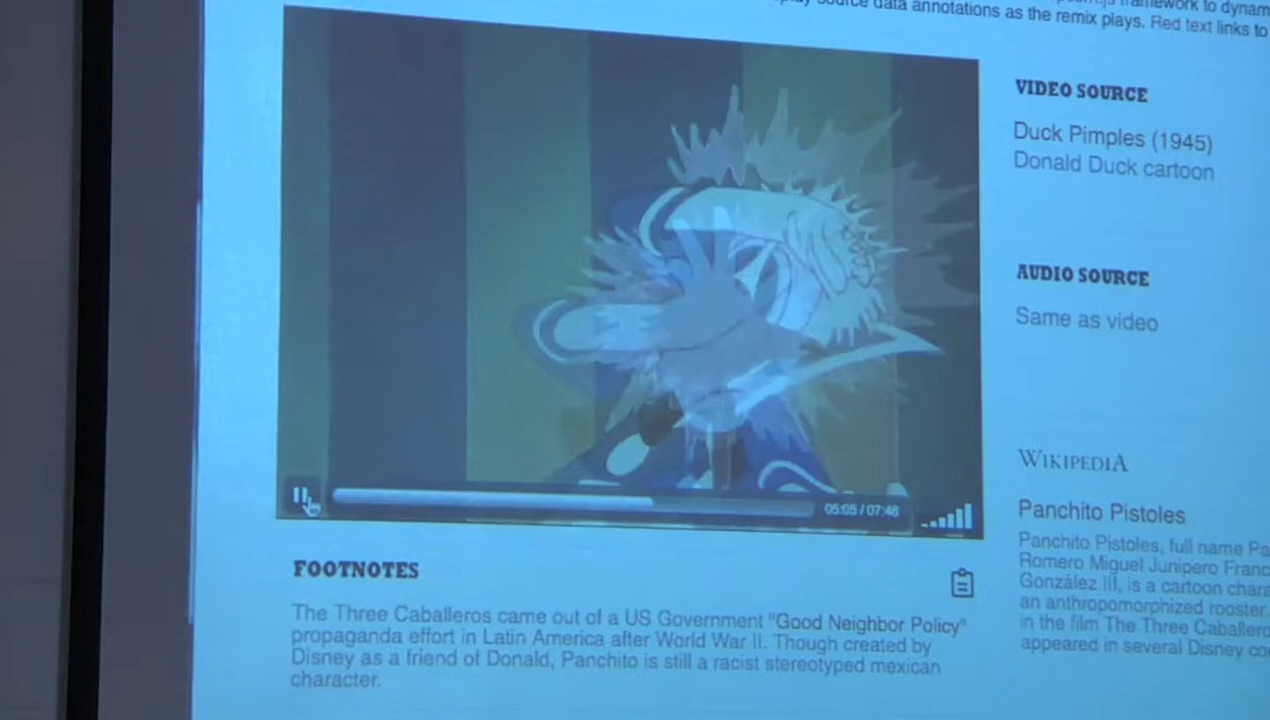 framework to
source data annotations as the remix plays. Red text links to
VIDEO SOURCE
Duck Pimples (1945)
Donald Duck cartoon
AUDIO SOURCE
Same as video
WIKIPEDIA
Panchito Pistoles
Panchito Pistoles, full name
Romero Miguel Junipero
González III, is a cartoon
an anthropomorphized rooster.
in the film The Three
appeared in several Disney
05:05 / 07:46
FOOTNOTES
The Three Caballeros came out of a US Government "Good Neighbor Policy"
propaganda effort in Latin America after World War II. Though created by
Disney as a friend of Donald, Panchito is still a racist stereotyped mexican
character.